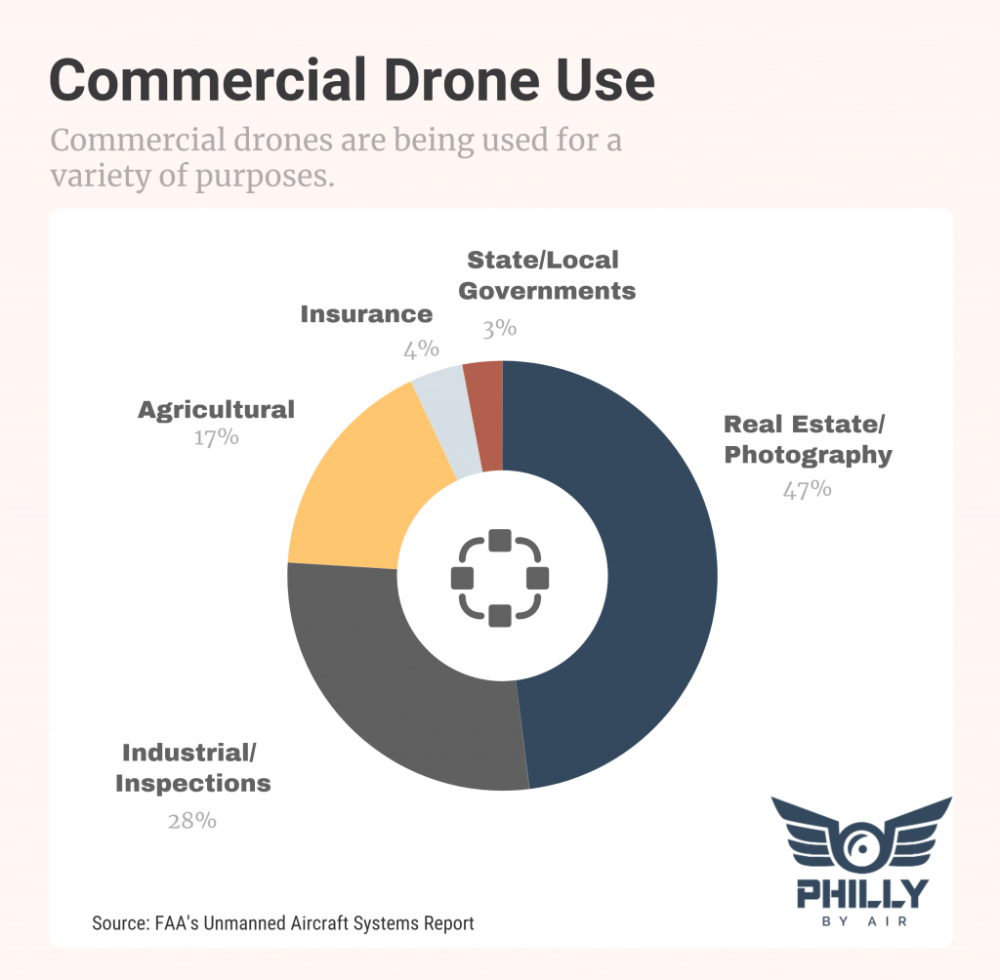 Commercial Drone Use
Commercial drones are being used for a
variety of purposes.
State/Local
Governments
3%
Insurance
4%
Agricultural
17%
Real Estate/
Photography
47%
Industrial/
Inspections
28%
PHILLY
BY AIR
Source: FAA's Unmanned Aircraft Systems Report